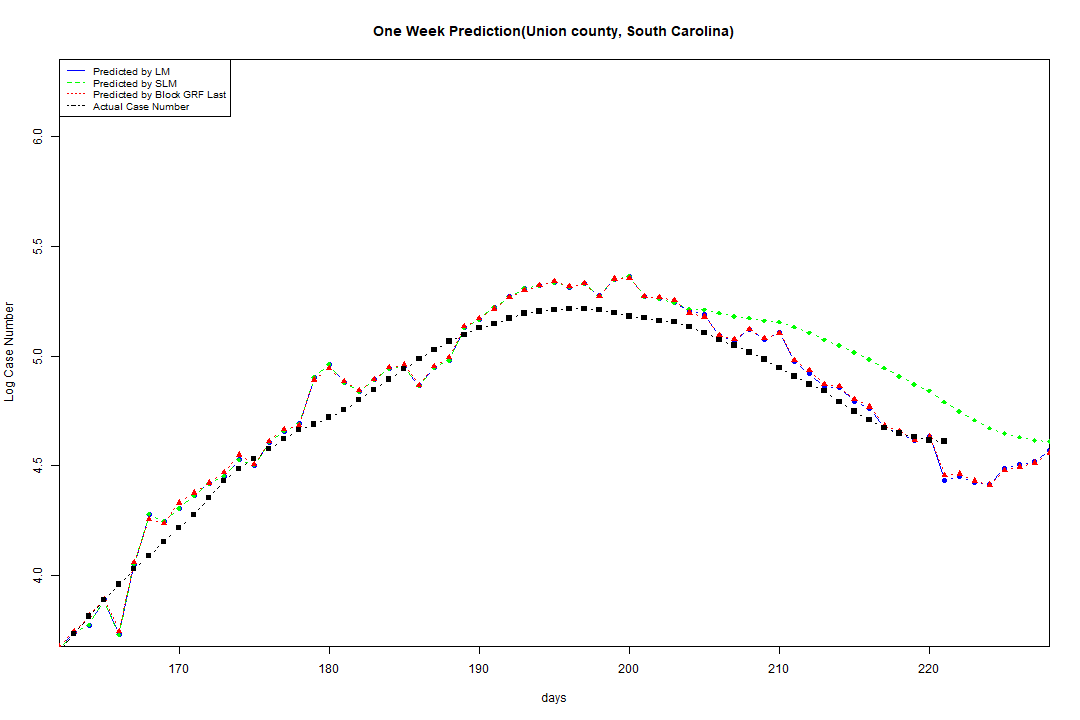 One Week Prediction(Union county, South Carolina)
Predicted by LM
Predicted by SLM
Predicted by Block GRF Last
Actual Case Number
6.0
5.5
5.0
4.5
4.0
Log Case Number
170 180 190 200 210 220
days